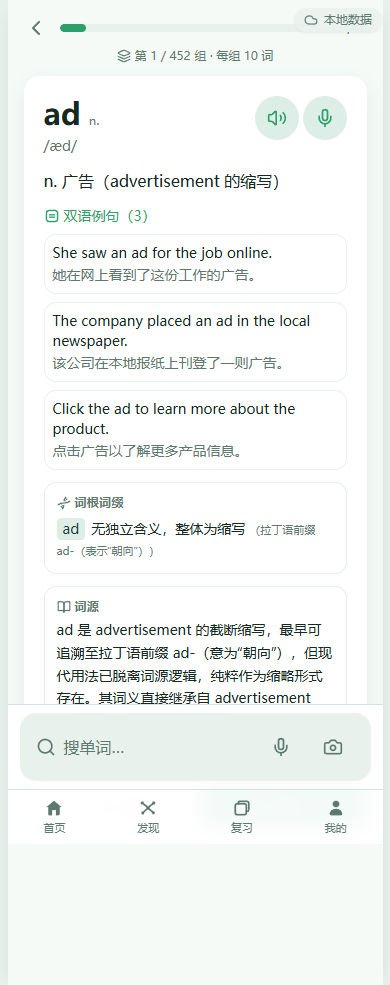 本地数据
第 1 / 452 组 · 每组 10 词
ad n.
/æd/
n. 广告（advertisement 的缩写）
双语例句（3）
She saw an ad for the job online.
她在网上看到了这份工作的广告。
The company placed an ad in the local
newspaper.
该公司在本地报纸上刊登了一则广告。
Click the ad to learn more about the
product.
点击广告以了解更多产品信息。
词根词缀
ad 无独立含义，整体为缩写 （拉丁语前缀
ad-（表示“朝向”））
词源
ad 是 advertisement 的截断缩写，最早可
追溯至拉丁语前缀 ad-（意为“朝向”），但现
代用法已脱离词源逻辑，纯粹作为缩略形式
存在。其词义直接继承自 advertisement
搜单词...
首页
发现
复习
我的